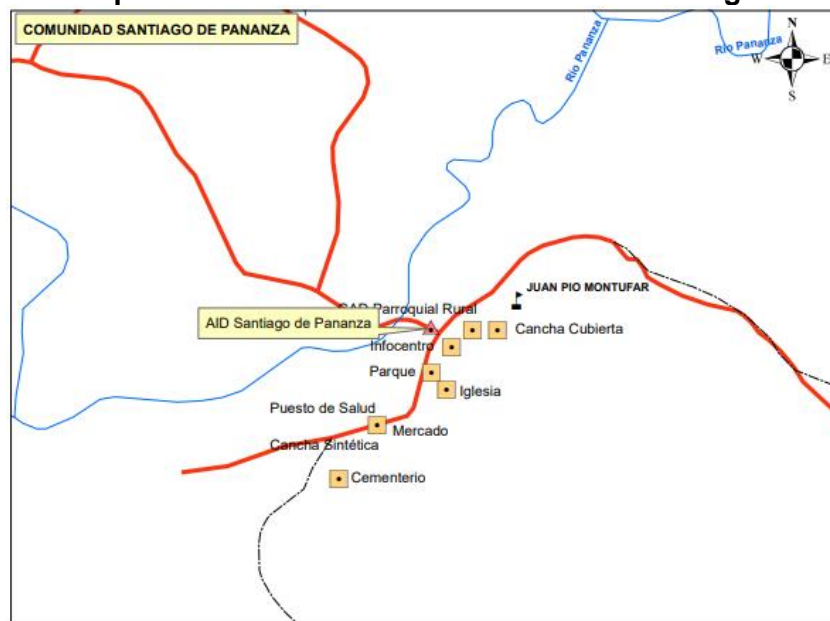 COMUNIDAD SANTIAGO DE PANANZA
Río Pananza
Río Pananza
N
W
E
S
JUAN PIO MONTUFAR
GAD Parroquial Rural
AID Santiago de Pananza
Cancha Cubierta
Infocentro
Parque
Iglesia
Puesto de Salud
Mercado
Cancha Sintética
Cementerio